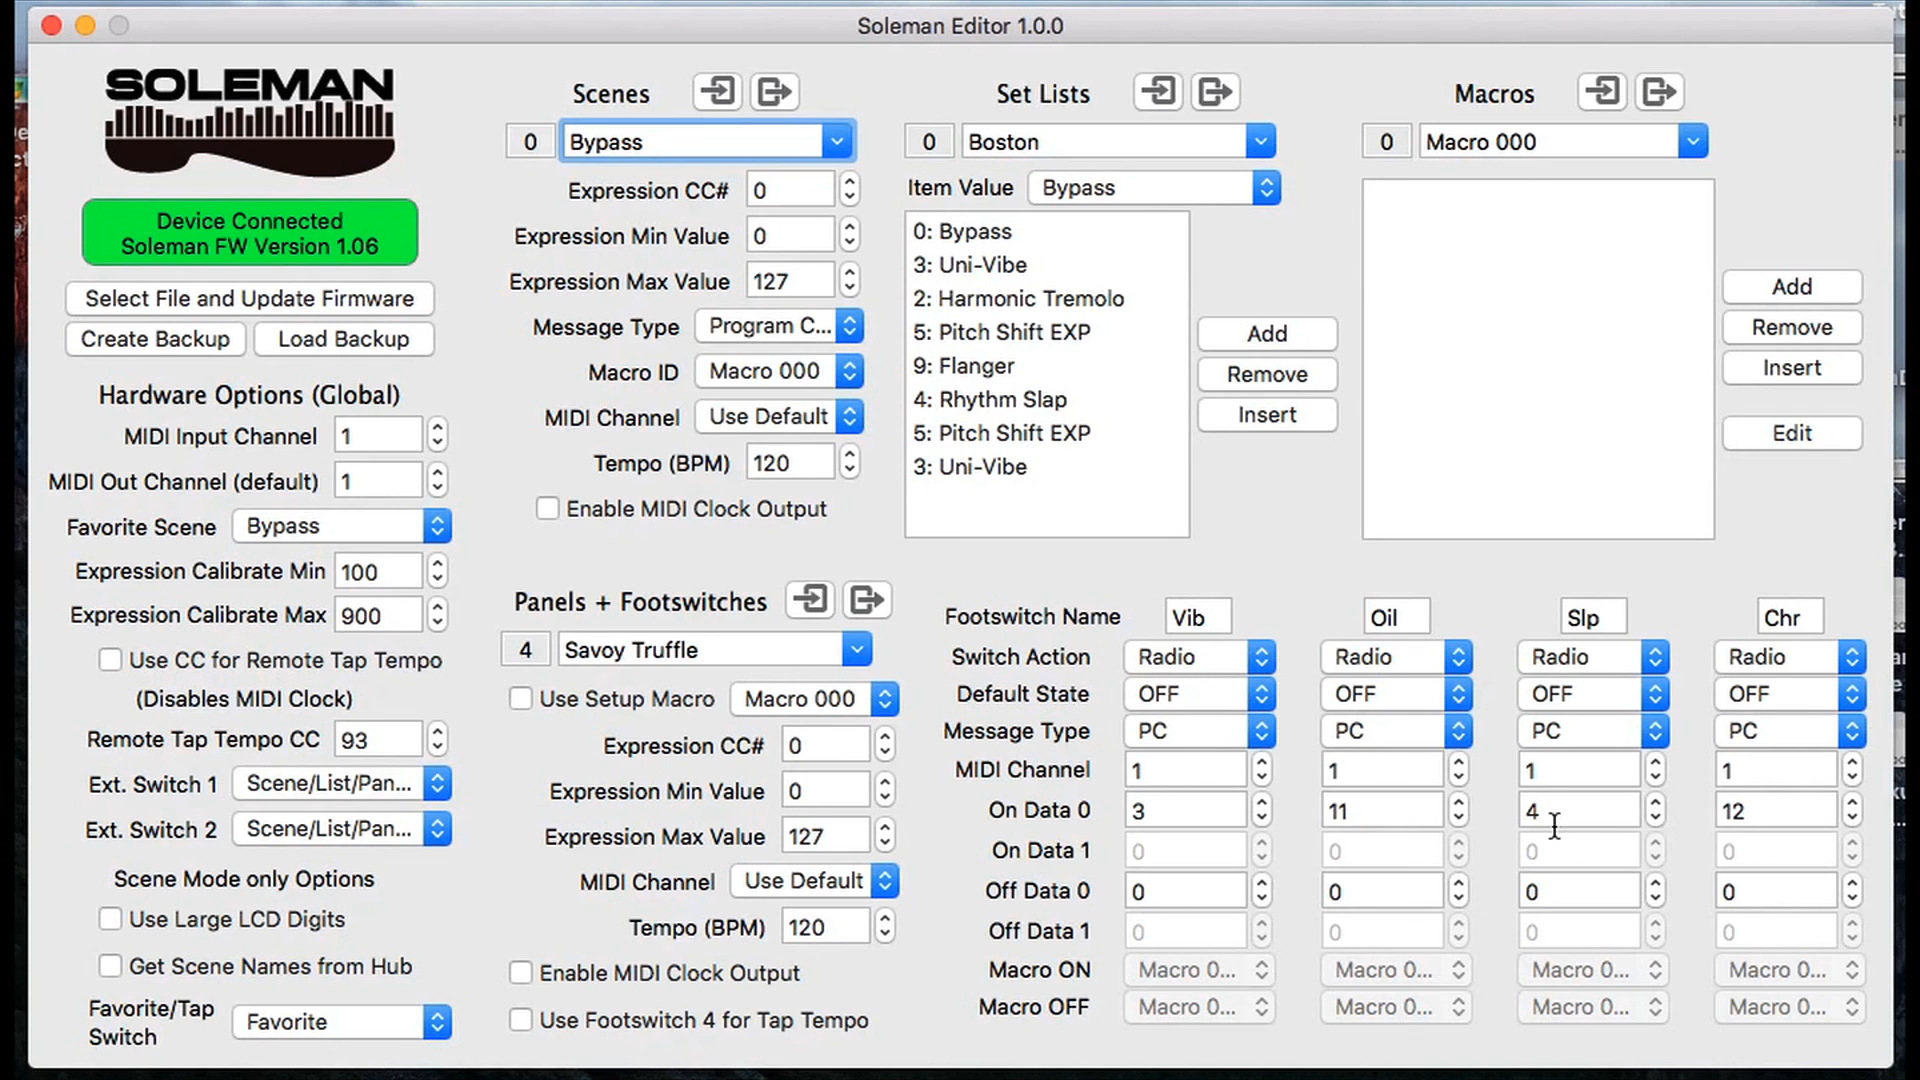 Soleman Editor 1.0.0
SOLEMAN
Device Connected
Soleman FW Version 1.06
Select File and Update Firmware
Create Backup Load Backup
Hardware Options (Global)
MIDI Input Channel 1
MIDI Out Channel (default) 1
Favorite Scene Bypass
Expression Calibrate Min 100
Expression Calibrate Max 900
Use CC for Remote Tap Tempo
(Disables MIDI Clock)
Remote Tap Tempo CC 93
Ext. Switch 1 Scene/List/Pan...
Ext. Switch 2 Scene/List/Pan...
Scene Mode only Options
Use Large LCD Digits
Get Scene Names from Hub
Favorite/Tap
Switch Favorite
Scenes
0 Bypass
Expression CC# 0
Expression Min Value 0
Expression Max Value 127
Message Type Program C...
Macro ID Macro 000
MIDI Channel Use Default
Tempo (BPM) 120
Enable MIDI Clock Output
Set Lists
0 Boston
Item Value Bypass
0: Bypass
3: Uni-Vibe
2: Harmonic Tremolo
5: Pitch Shift EXP
9: Flanger
4: Rhythm Slap
5: Pitch Shift EXP
3: Uni-Vibe
Add
Remove
Insert
Macros
0 Macro 000
Add
Remove
Insert
Edit
Panels + Footswitches
4 Savoy Truffle
Use Setup Macro Macro 000
Expression CC# 0
Expression Min Value 0
Expression Max Value 127
MIDI Channel Use Default
Tempo (BPM) 120
Enable MIDI Clock Output
Use Footswitch 4 for Tap Tempo
Footswitch Name Vib Oil Slp Chr
Switch Action Radio Radio Radio Radio
Default State OFF OFF OFF OFF
Message Type PC PC PC PC
MIDI Channel 1 1 1 1
On Data 0 3 11 4 12
On Data 1 0 0 0 0
Off Data 0 0 0 0 0
Off Data 1 0 0 0 0
Macro ON Macro 0... Macro 0... Macro 0... Macro 0...
Macro OFF Macro 0... Macro 0... Macro 0... Macro 0...